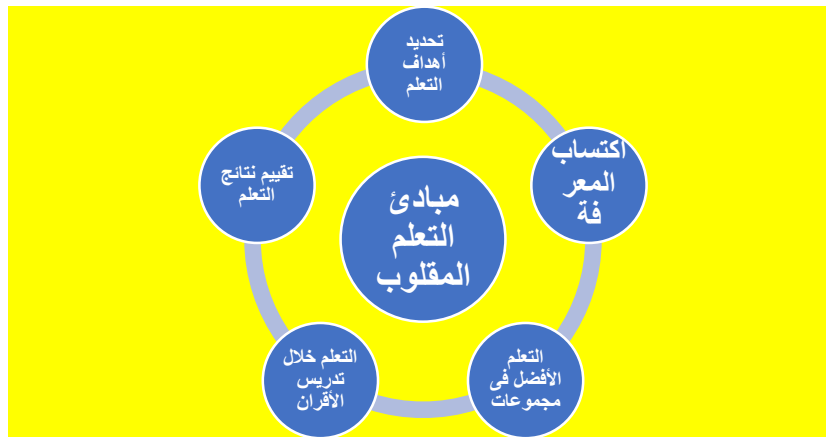 تحديد
أهداف
التعلم
اكتساب
المعر
فة
التعلم
الأفضل فى
مجموعات
التعلم خلال
تدريس
الأقران
تقييم نتائج
التعلم
مبادئ
التعلم
المقلوب